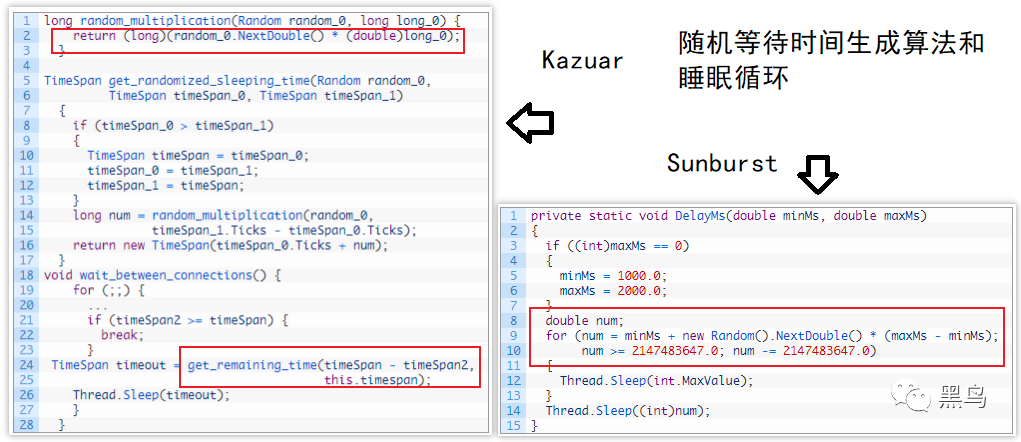 1 long random_multiplication(Random random_0, long long_0) {
2 return (long)(random_0.NextDouble() * (double)long_0);
3 }
4
5 TimeSpan get_randomized_sleeping_time(Random random_0,
6 TimeSpan timeSpan_0, TimeSpan timeSpan_1)
7 {
8 if (timeSpan_0 > timeSpan_1)
9 {
10 TimeSpan timeSpan = timeSpan_0;
11 timeSpan_0 = timeSpan_1;
12 timeSpan_1 = timeSpan;
13 }
14 long num = random_multiplication(random_0,
15 timeSpan_1.Ticks - timeSpan_0.Ticks);
16 return new TimeSpan(timeSpan_0.Ticks + num);
17 }
18 void wait_between_connections() {
19 for (;;) {
20 ...
21 if (timeSpan2 >= timeSpan) {
22 break;
23 }
24 TimeSpan timeout = get_remaining_time(timeSpan - timeSpan2,
25 this.timespan);
26 Thread.Sleep(timeout);
27 }
28 }
Kazuar
随机等待时间生成算法和
睡眠循环
Sunburst
1 private static void DelayMs(double minMs, double maxMs)
2 {
3 if ((int)maxMs == 0)
4 {
5 minMs = 1000.0;
6 maxMs = 2000.0;
7 }
8 double num;
9 for (num = minMs + new Random().NextDouble() * (maxMs - minMs);
10 num >= 2147483647.0; num -= 2147483647.0)
11 {
12 Thread.Sleep(int.MaxValue);
13 }
14 Thread.Sleep((int)num);
15 }
黑鸟